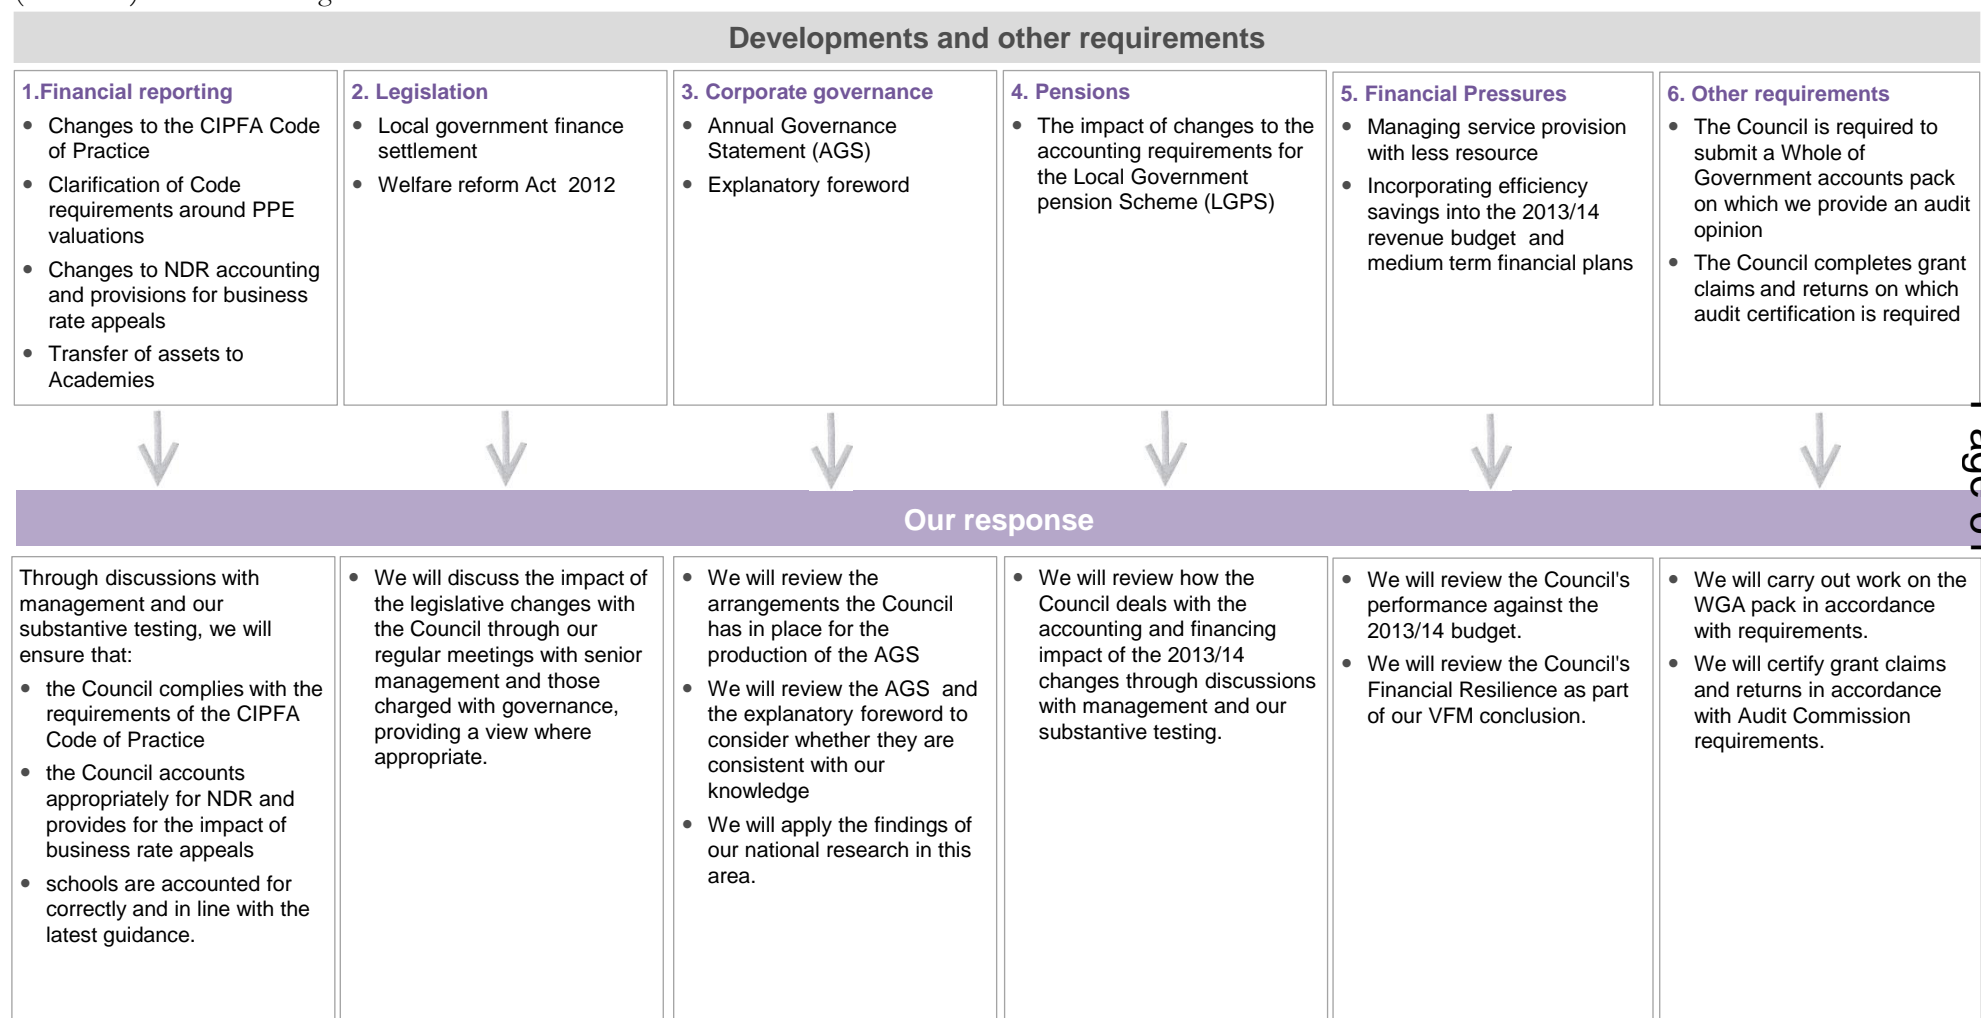 Developments and other requirements
1.Financial reporting
• Changes to the CIPFA Code
of Practice
• Clarification of Code
requirements around PPE
valuations
• Changes to NDR accounting
and provisions for business
rate appeals
• Transfer of assets to
Academies
2. Legislation
• Local government finance
settlement
• Welfare reform Act 2012
3. Corporate governance
• Annual Governance
Statement (AGS)
• Explanatory foreword
4. Pensions
• The impact of changes to the
accounting requirements for
the Local Government
pension Scheme (LGPS)
5. Financial Pressures
• Managing service provision
with less resource
• Incorporating efficiency
savings into the 2013/14
revenue budget and
medium term financial plans
6. Other requirements
• The Council is required to
submit a Whole of
Government accounts pack
on which we provide an audit
opinion
• The Council completes grant
claims and returns on which
audit certification is required
Our response
Through discussions with
management and our
substantive testing, we will
ensure that:
• the Council complies with the
requirements of the CIPFA
Code of Practice
• the Council accounts
appropriately for NDR and
provides for the impact of
business rate appeals
• schools are accounted for
correctly and in line with the
latest guidance.
• We will discuss the impact of
the legislative changes with
the Council through our
regular meetings with senior
management and those
charged with governance,
providing a view where
appropriate.
• We will review the
arrangements the Council
has in place for the
production of the AGS
• We will review the AGS and
the explanatory foreword to
consider whether they are
consistent with our
knowledge
• We will apply the findings of
our national research in this
area.
• We will review how the
Council deals with the
accounting and financing
impact of the 2013/14
changes through discussions
with management and our
substantive testing.
• We will review the Council's
performance against the
2013/14 budget.
• We will review the Council's
Financial Resilience as part
of our VFM conclusion.
• We will carry out work on the
WGA pack in accordance
with requirements.
• We will certify grant claims
and returns in accordance
with Audit Commission
requirements.